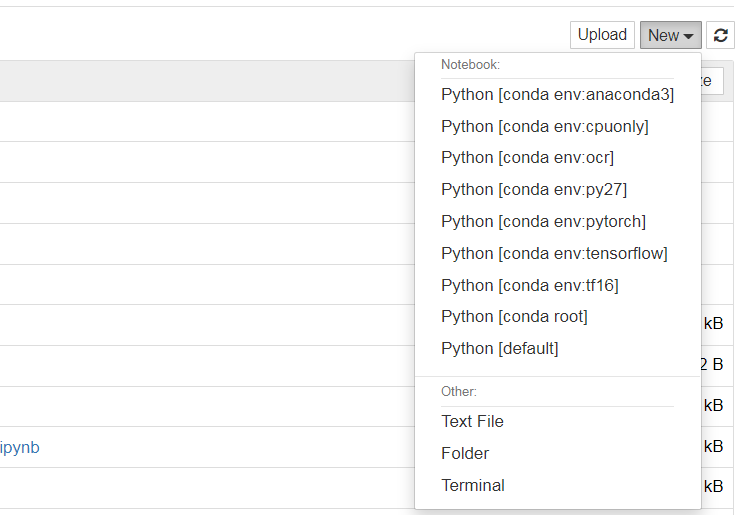 Upload New
Notebook:
ze
Python [conda env:anaconda3]
Python [conda env:cpuonly]
Python [conda env:ocr]
Python [conda env:py27]
Python [conda env:pytorch]
Python [conda env:tensorflow]
Python [conda env:tf16]
Python [conda root]
kB
Python [default]
2 B
Other:
kB
Text File
ipynb
Folder
kB
Terminal
kB